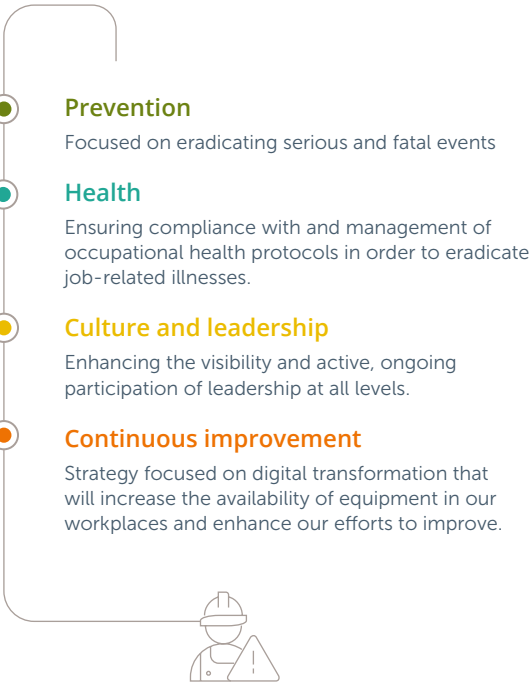 Prevention
Focused on eradicating serious and fatal events
Health
Ensuring compliance with and management of
occupational health protocols in order to eradicate
job-related illnesses.
Culture and leadership
Enhancing the visibility and active, ongoing
participation of leadership at all levels.
Continuous improvement
Strategy focused on digital transformation that
will increase the availability of equipment in our
workplaces and enhance our efforts to improve.